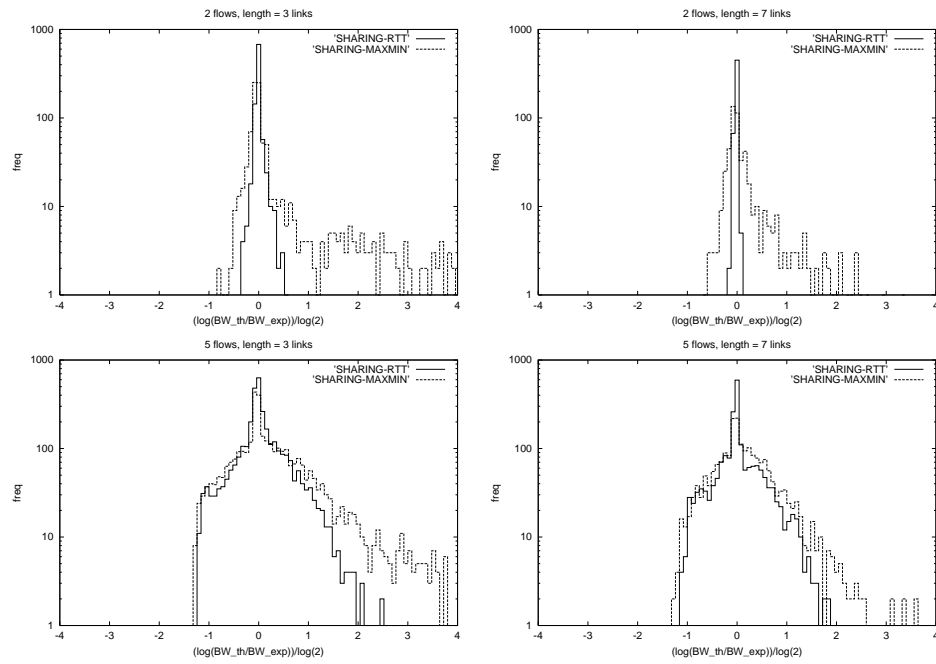 2 flows, length = 3 links
1000
100
10
1
freq
-4 -3 -2 -1 0 1 2 3 4
(log(BW_th/BW_exp))/log(2)
'SHARING-RTT'
'SHARING-MAXMIN'
2 flows, length = 7 links
1000
100
10
1
freq
-4 -3 -2 -1 0 1 2 3 4
(log(BW_th/BW_exp))/log(2)
'SHARING-RTT'
'SHARING-MAXMIN'
5 flows, length = 3 links
1000
100
10
1
freq
-4 -3 -2 -1 0 1 2 3 4
(log(BW_th/BW_exp))/log(2)
'SHARING-RTT'
'SHARING-MAXMIN'
5 flows, length = 7 links
1000
100
10
1
freq
-4 -3 -2 -1 0 1 2 3 4
(log(BW_th/BW_exp))/log(2)
'SHARING-RTT'
'SHARING-MAXMIN'